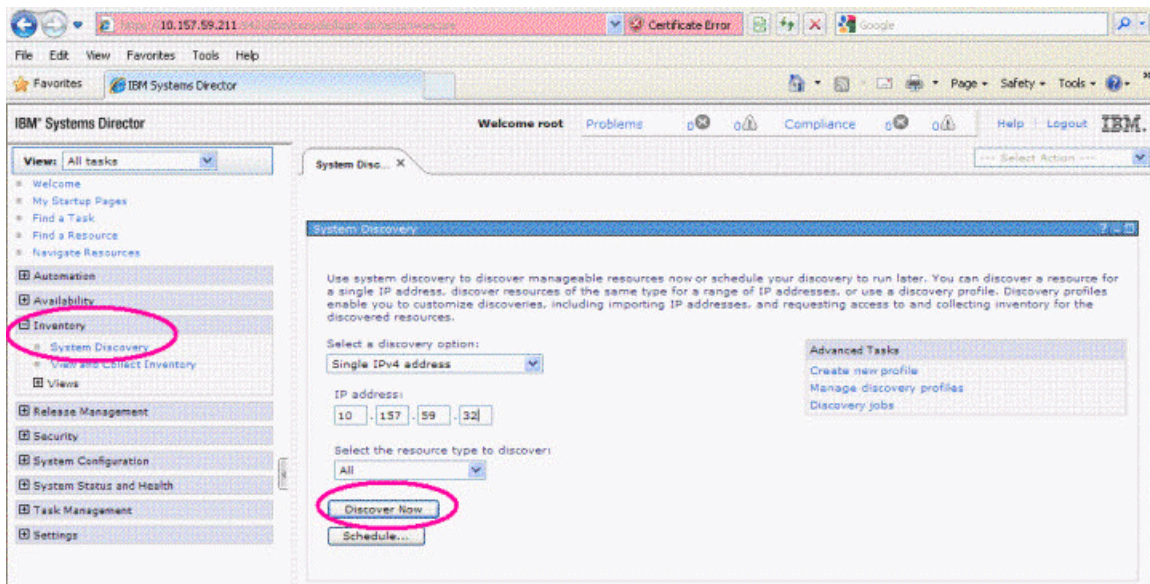 10.157.59.211
Certificate Error
Google
File Edit View Favorites Tools Help
Favorites
IBM Systems Director
Page Safety Tools
IBM® Systems Director
Welcome root
Problems 0 0
Compliance 0 0
Help Logout
IBM.
View: All tasks
System Disc... X
--- Select Action ---
Welcome
My Startup Pages
Find a Task
Find a Resource
Navigate Resources
Automation
Availability
Inventory
System Discovery
View and Collect Inventory
Views
Release Management
Security
System Configuration
System Status and Health
Task Management
Settings
System Discovery
Use system discovery to discover manageable resources now or schedule your discovery to run later. You can discover a resource for
a single IP address, discover resources of the same type for a range of IP addresses, or use a discovery profile. Discovery profiles
enable you to customize discoveries, including importing IP addresses, and requesting access to and collecting inventory for the
discovered resources.
Select a discovery option:
Single IPv4 address
IP address:
10 . 157 . 59 . 32
Select the resource type to discover:
All
Discover Now
Schedule...
Advanced Tasks
Create new profile
Manage discovery profiles
Discovery jobs